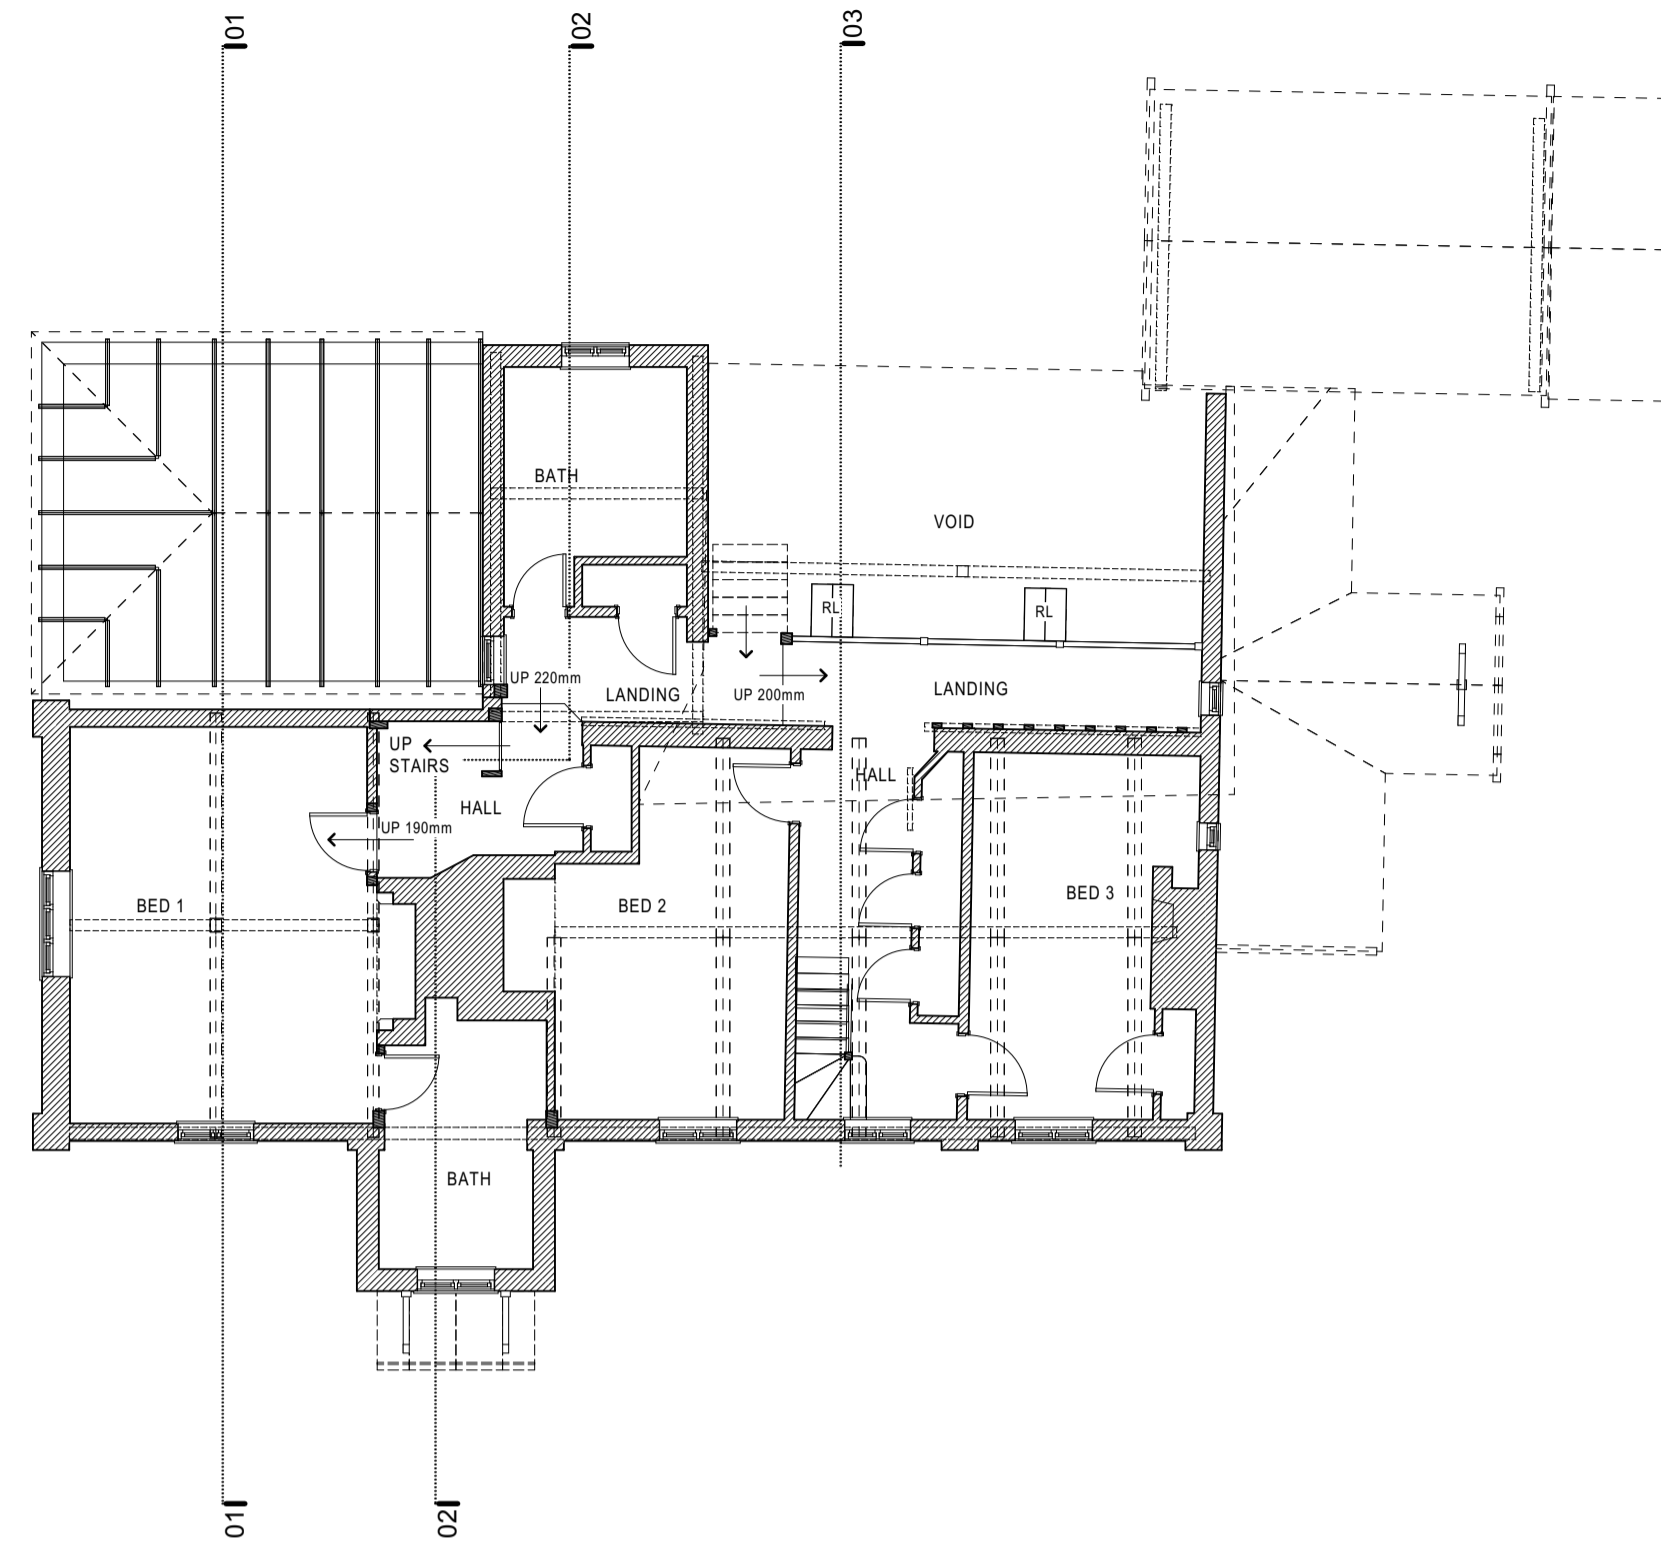 01
02
03
BATH
VOID
RL
RL
UP 220mm
LANDING
UP 200mm
LANDING
UP
STAIRS
HALL
HALL
UP 190mm
BED 1
BED 2
BED 3
BATH
01
02